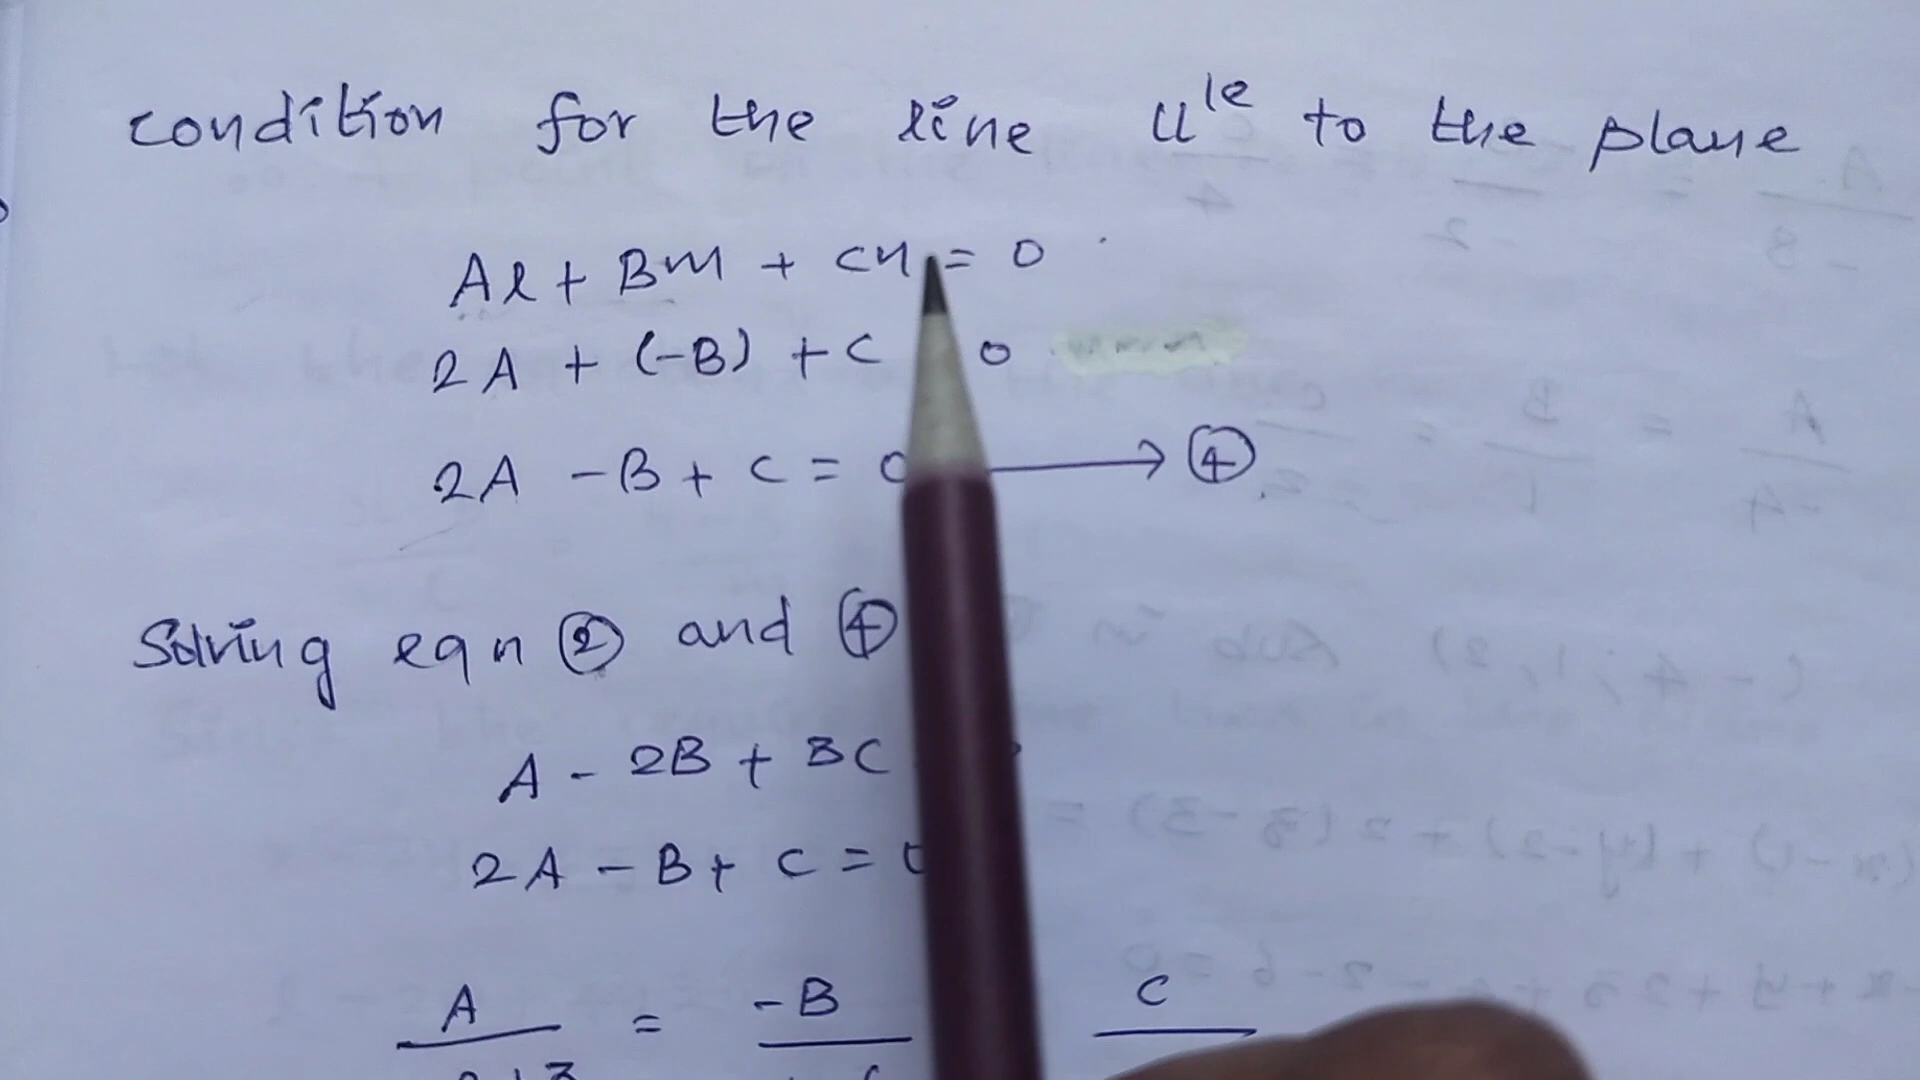 condition for the line ll^le to the plane
Al + Bm + Cn = 0
2A + (-B) + C 0
2A - B + C = 0 → ④
Solving eqn ② and ④
A - 2B + 3C
2A - B + C = 0
A = -B C